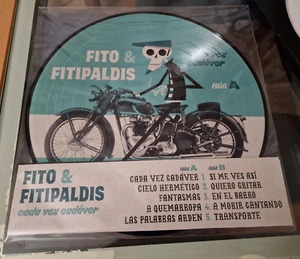 FITO &
FITIPALDIS
cada vez
cadáver
cara A
FITO &
FITIPALDIS
cada vez cadáver
cara A cara B
CADA VEZ CADÁVER 1. SI ME VES ASÍ
CIELO HERMÉTICO 2. QUIERO GRITAR
FANTASMAS 3. EN EL BARRO
A QUEMARROPA 4. A MORIR CANTANDO
LAS PALABRAS ARDEN 5. TRANSPORTE